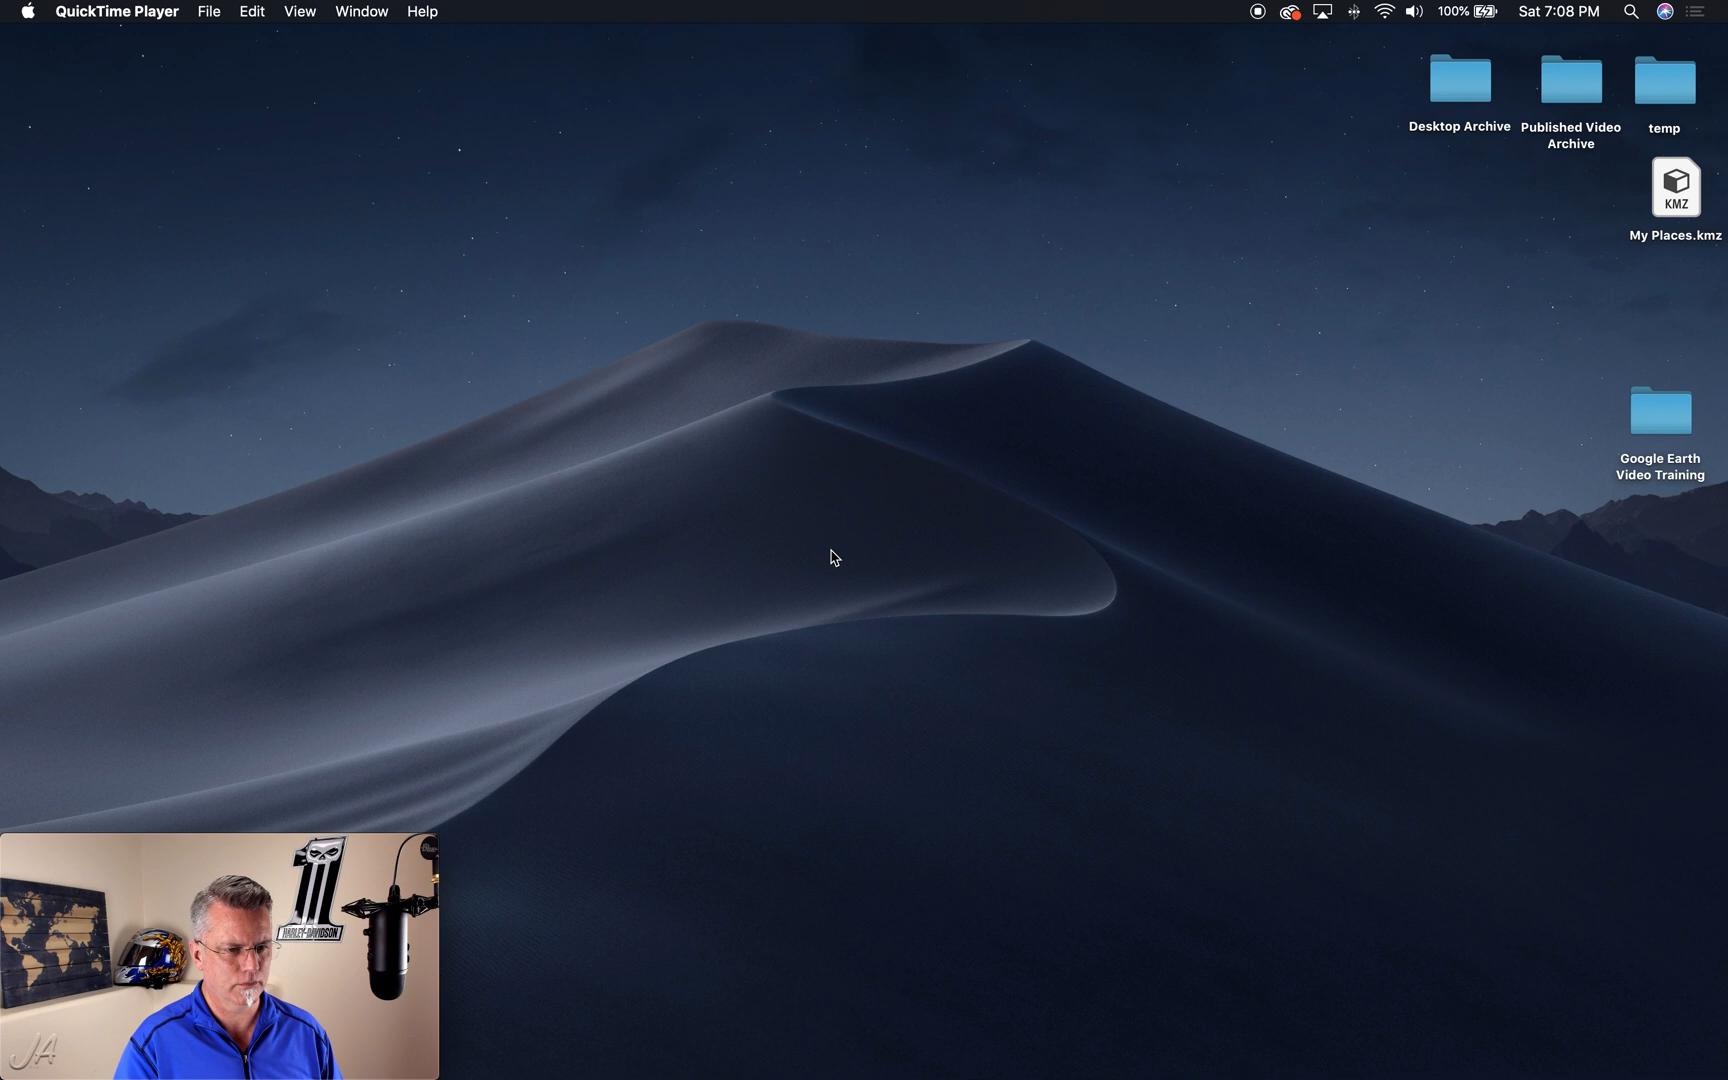 QuickTime Player File Edit View Window Help 100% Sat 7:08 PM
Desktop Archive
Published Video
Archive
temp
KMZ
My Places.kmz
Google Earth
Video Training
HARLEY-DAVIDSON
JA